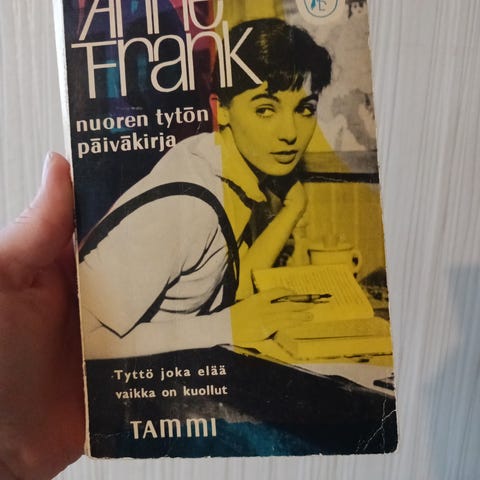 Anne
Frank
nuoren tytön
päiväkirja
Tyttö joka elää
vaikka on kuollut
TAMMI